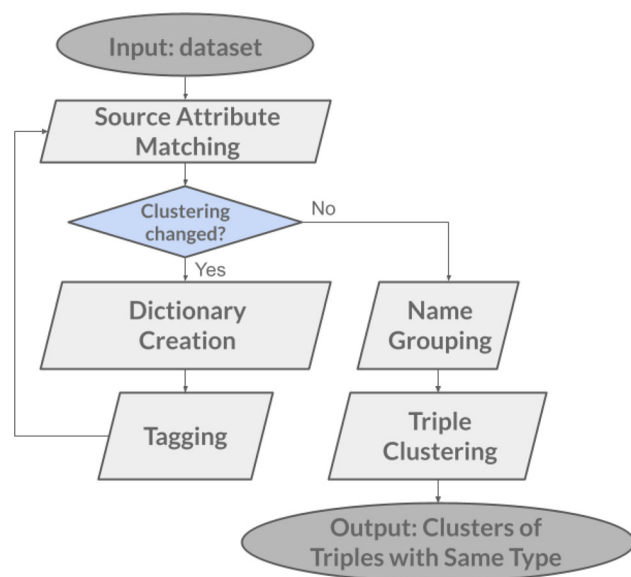 Input: dataset
Source Attribute
Matching
Clustering
changed?
No
Yes
Dictionary
Creation
Name
Grouping
Tagging
Triple
Clustering
Output: Clusters of
Triples with Same Type